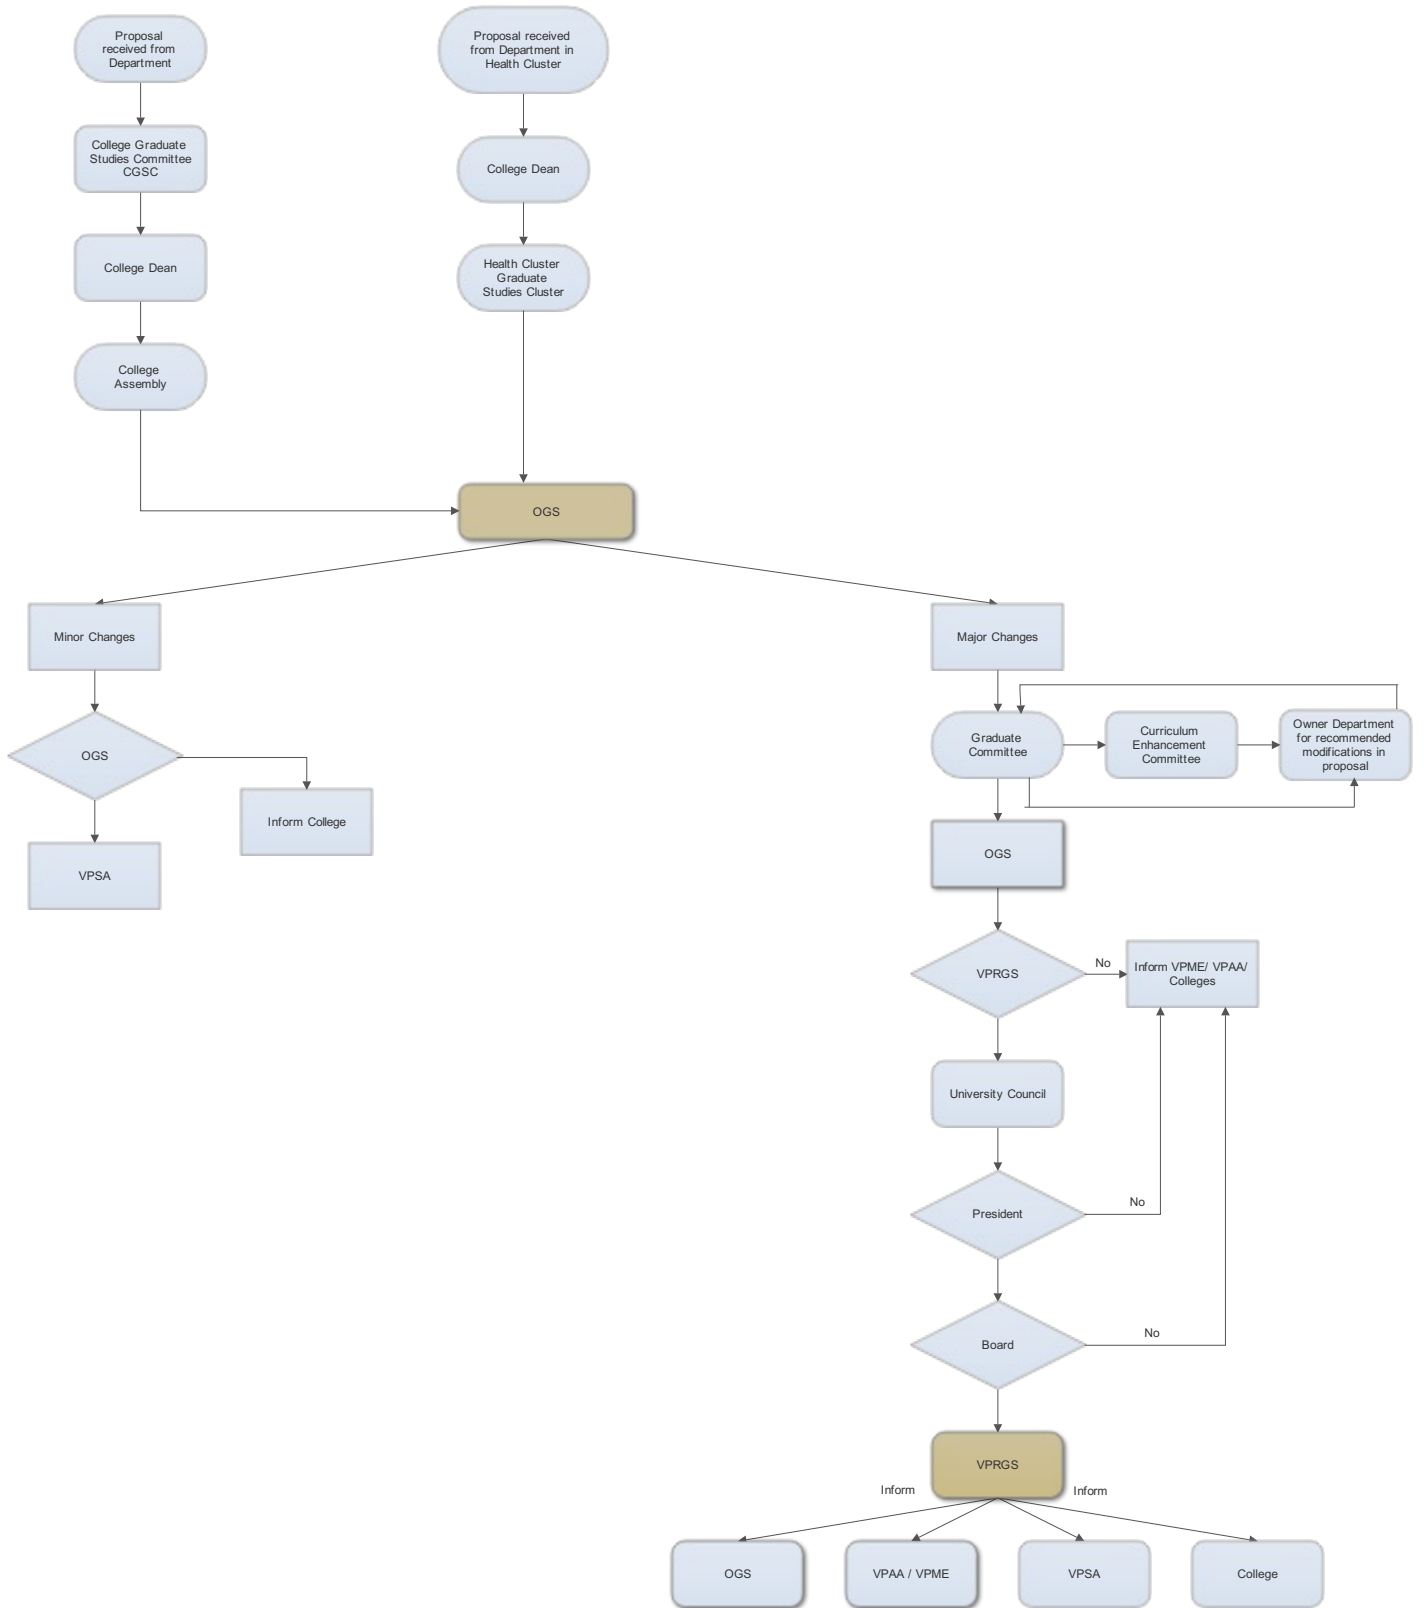 Proposal
received from
Department
Proposal received
from Department in
Health Cluster
College Graduate
Studies Committee
CGSC
College Dean
College Dean
Health Cluster
Graduate
Studies Cluster
College
Assembly
OGS
Minor Changes
Major Changes
OGS
Inform College
VPSA
Graduate
Committee
Curriculum
Enhancement
Committee
Owner Department
for recommended
modifications in
proposal
OGS
VPRGS
No
Inform VPME/ VPAA/
Colleges
University Council
President
No
Board
No
VPRGS
Inform
Inform
OGS
VPAA / VPME
VPSA
College